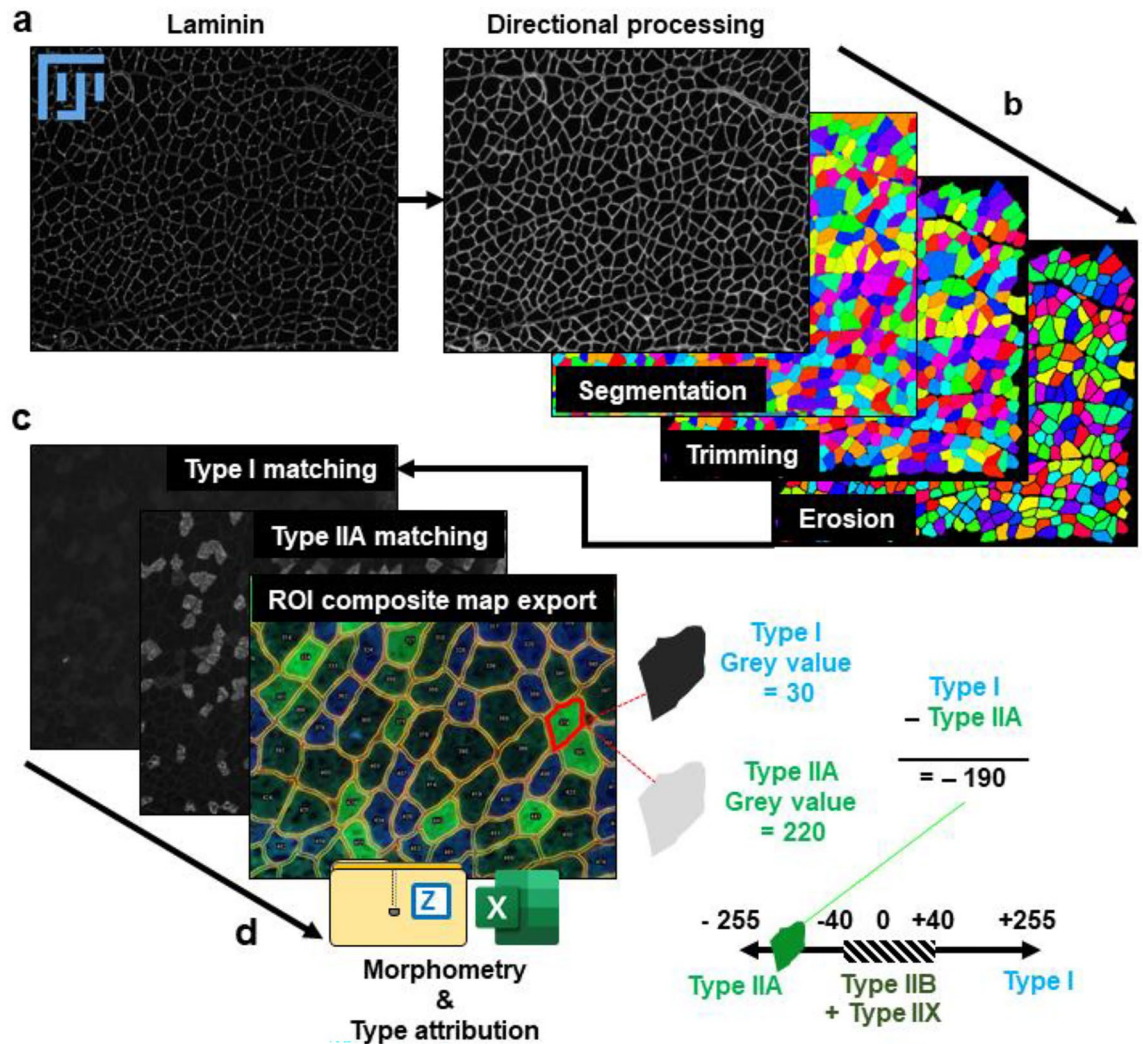 a
Laminin
Directional processing
b
Segmentation
Trimming
Erosion
c
Type I matching
Type IIA matching
ROI composite map export
Type I
Grey value
= 30
Type IIA
Grey value
= 220
Type I
– Type IIA
= – 190
Z
X
d
Morphometry
&
Type attribution
- 255 -40 0 +40 +255
Type IIA Type IIB Type I
+ Type IIX